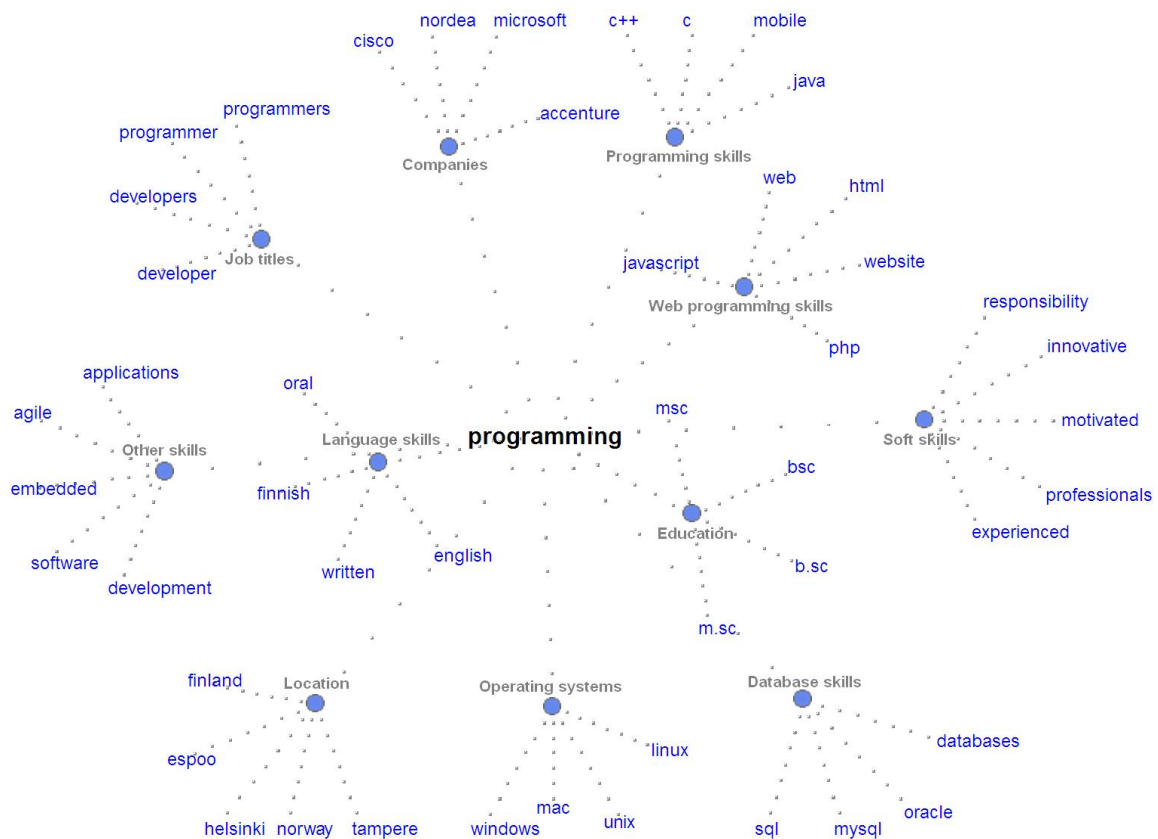 nordea microsoft c++ c mobile
cisco
java
programmers
accenture
programmer
Companies
Programming skills
web html
developers
Job titles
developer
javascript website
Web programming skills
responsibility
php innovative
applications
oral
msc
agile
motivated
Other skills
Language skills
programming
Soft skills
bsc
embedded
finnish
professionals
Education
experienced
software
english
written
b.sc
development
m.sc
finland
Location
Operating systems
Database skills
espoo
linux
databases
mac
oracle
helsinki norway tampere windows unix sql mysql